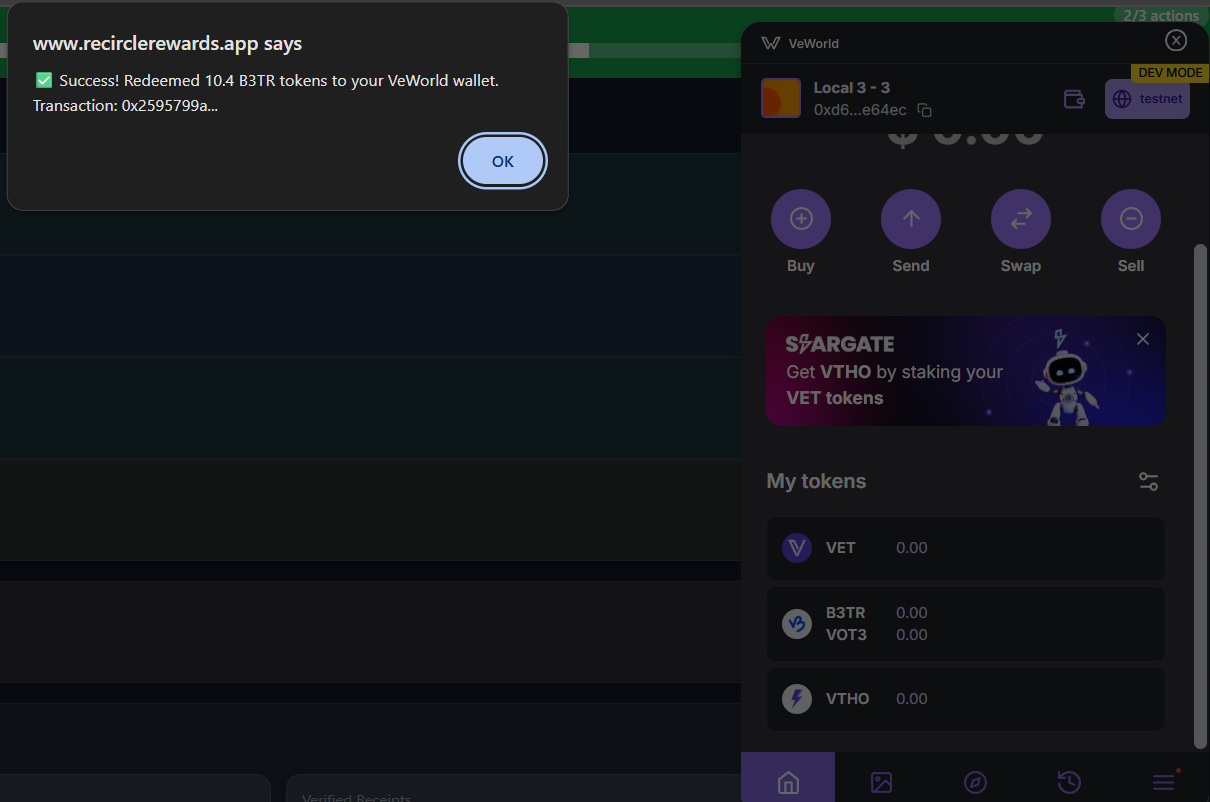 www.recirclerewards.app says
✅ Success! Redeemed 10.4 B3TR tokens to your VeWorld wallet.
Transaction: 0x2595799a...
OK
2/3 actions
VeWorld
DEV MODE
Local 3 - 3
0xd6...e64ec
testnet
Buy
Send
Swap
Sell
STARGATE
Get VTHO by staking your
VET tokens
My tokens
VET 0.00
B3TR 0.00
VOT3 0.00
VTHO 0.00
Verified Receipts